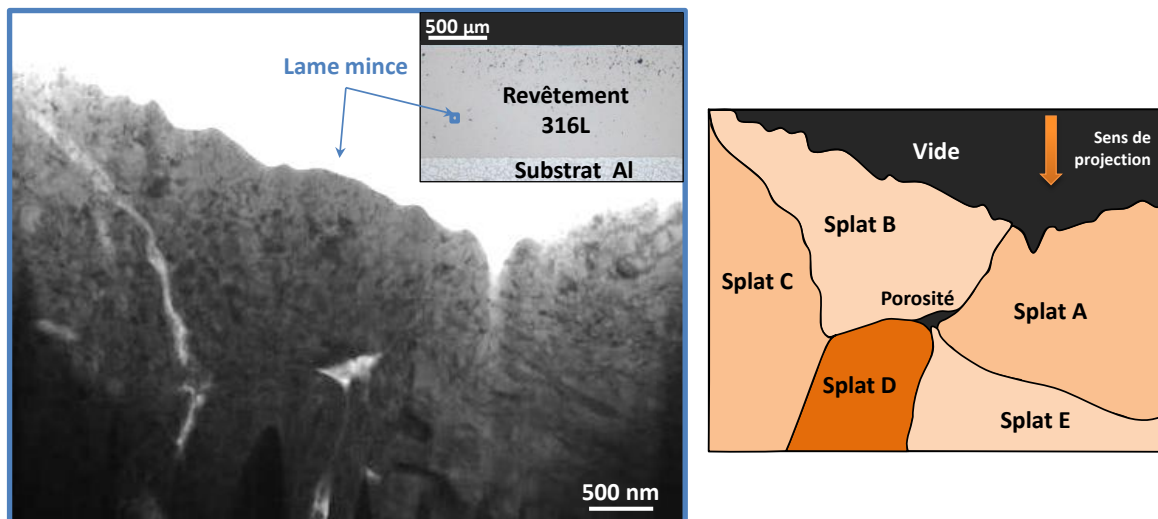 500 µm
Lame mince
Revêtement
316L
Substrat Al
500 nm
Vide
Sens de
projection
Splat B
Splat C
Porosité
Splat A
Splat D
Splat E